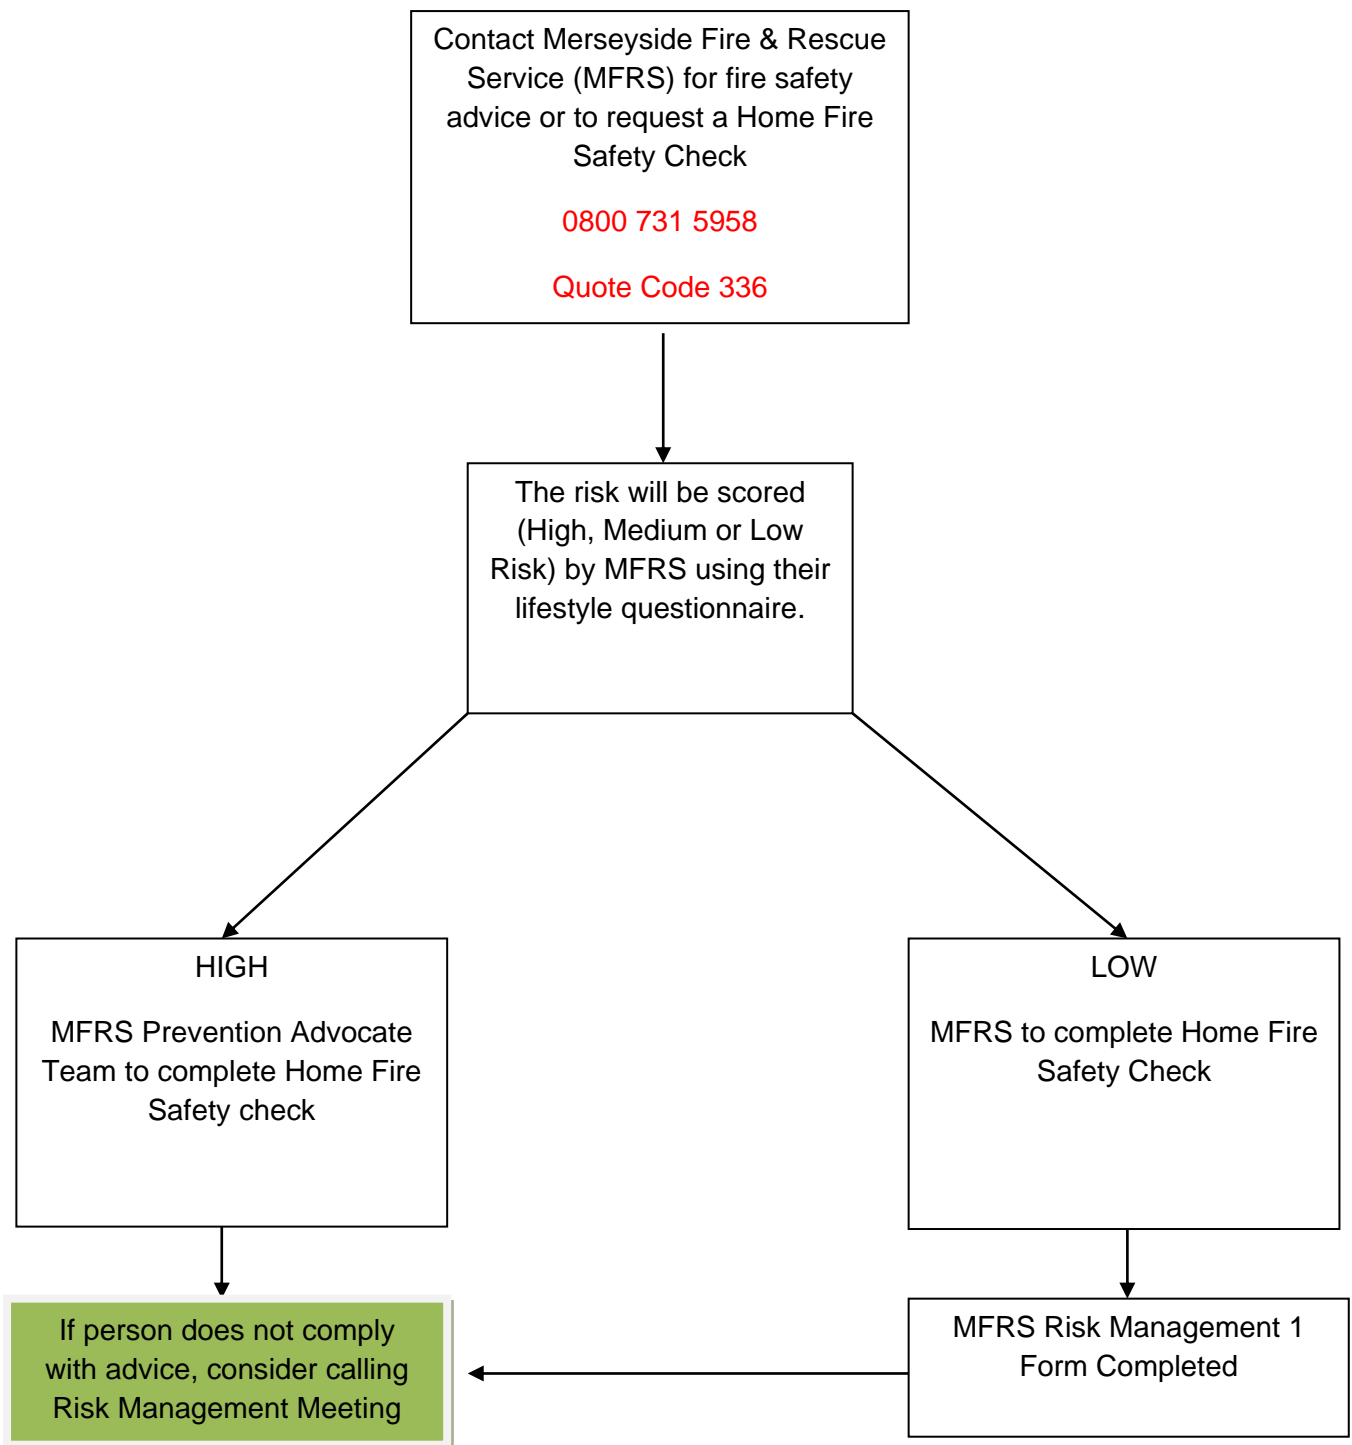 Contact Merseyside Fire & Rescue
Service (MFRS) for fire safety
advice or to request a Home Fire
Safety Check
0800 731 5958
Quote Code 336
The risk will be scored
(High, Medium or Low
Risk) by MFRS using their
lifestyle questionnaire.
HIGH
MFRS Prevention Advocate
Team to complete Home Fire
Safety check
LOW
MFRS to complete Home Fire
Safety Check
If person does not comply
with advice, consider calling
Risk Management Meeting
MFRS Risk Management 1
Form Completed